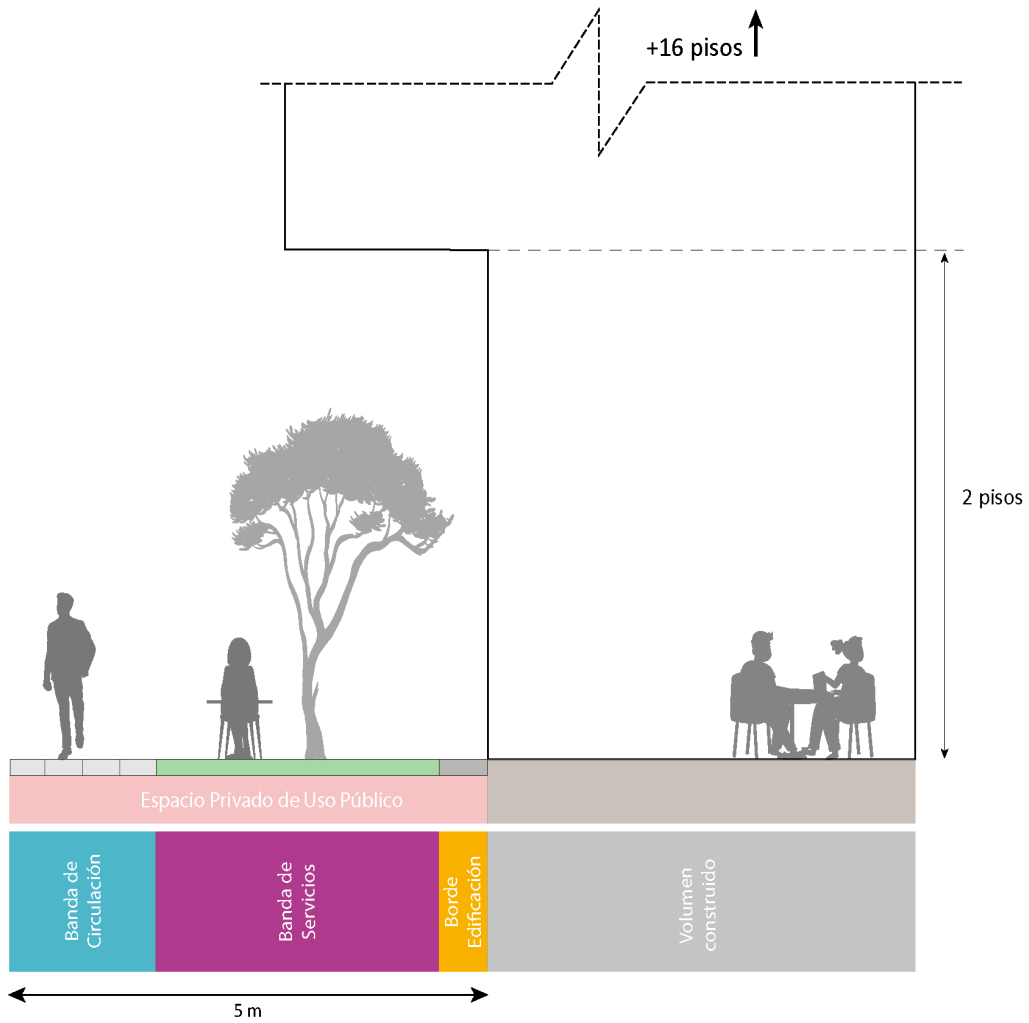 +16 pisos
2 pisos
Espacio Privado de Uso Público
Banda de
Circulación
Banda de
Servicios
Borde
Edificación
Volumen
construido
5 m